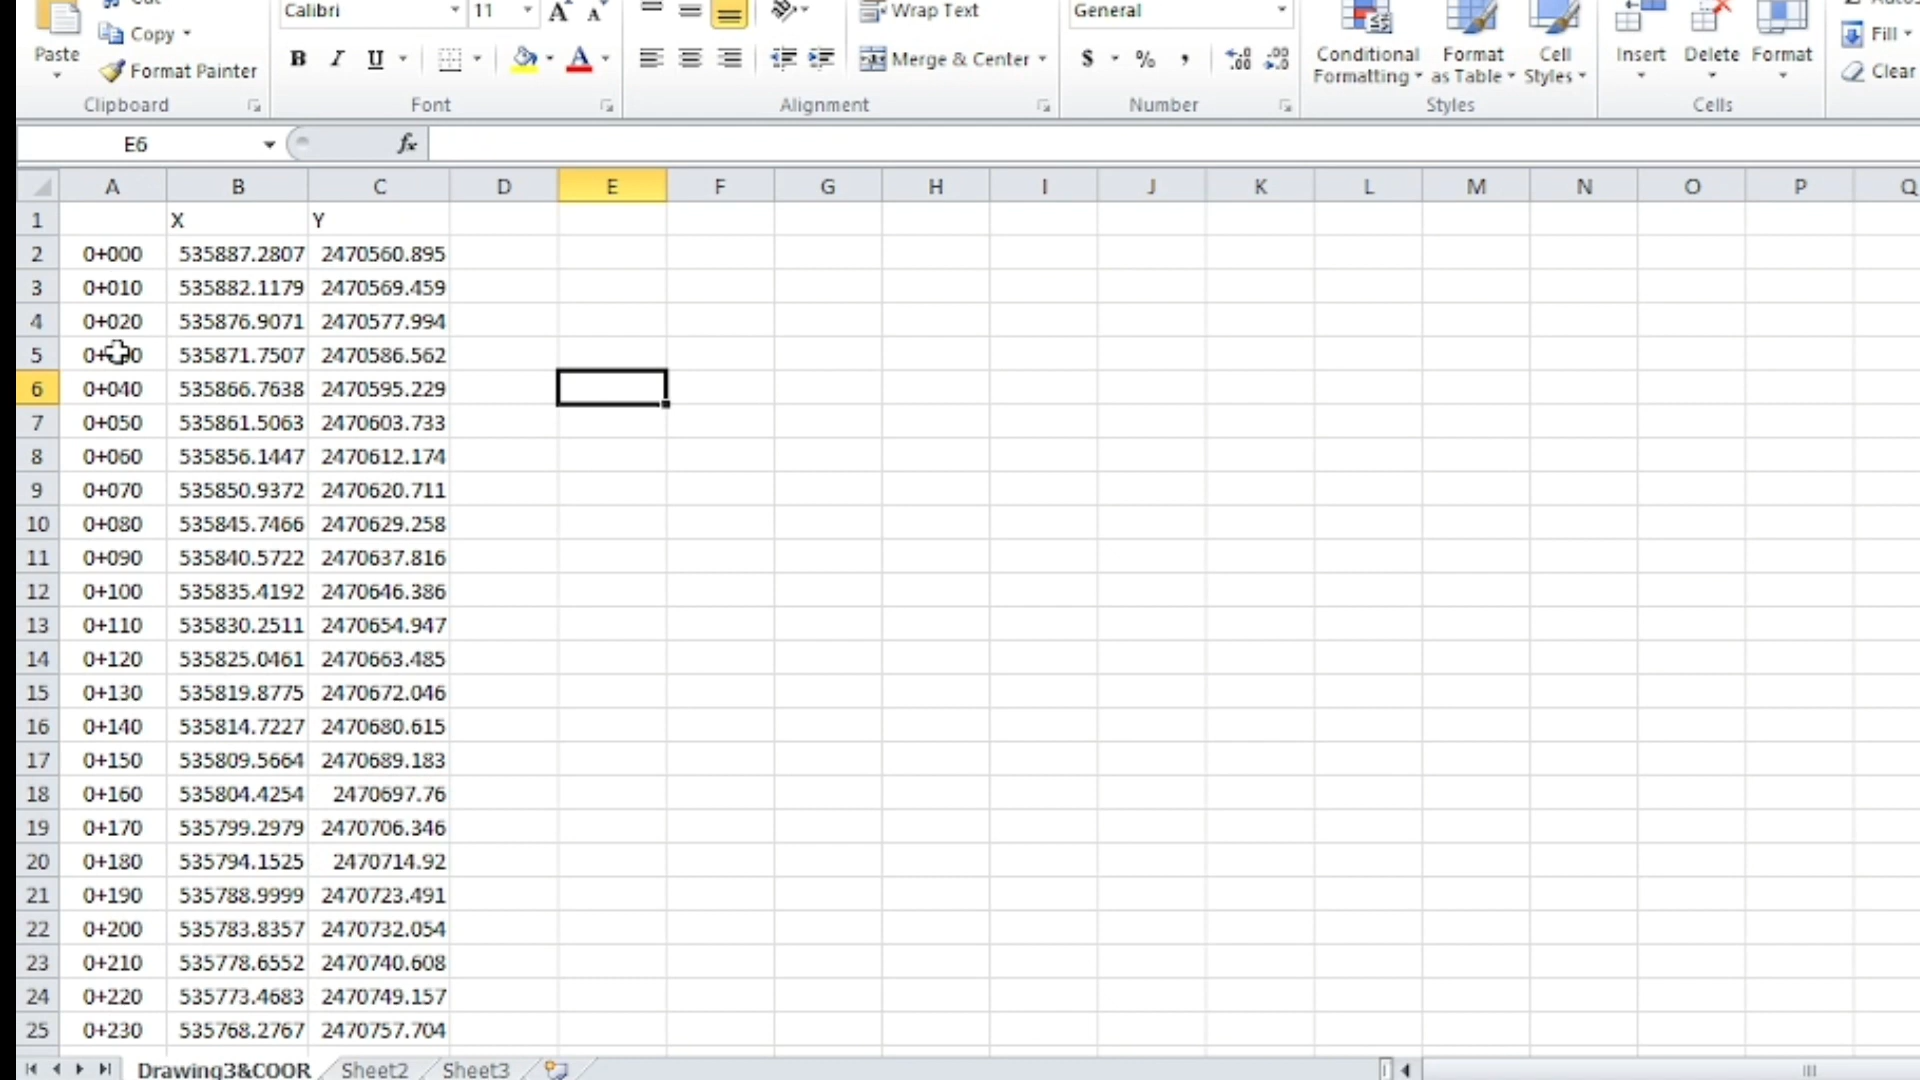 Cut
Calibri 11 A A Wrap Text General
Paste Copy B I U A Merge & Center $ % , .00 .00 Conditional Formatting Format as Table Cell Styles Insert Delete Format Fill
Format Painter Clear
Clipboard Font Alignment Number Styles Cells
E6 fx
A B C D E F G H I J K L M N O P Q
1 X Y
2 0+000 535887.2807 2470560.895
3 0+010 535882.1179 2470569.459
4 0+020 535876.9071 2470577.994
5 535871.7507 2470586.562
6 0+040 535866.7638 2470595.229
7 0+050 535861.5063 2470603.733
8 0+060 535856.1447 2470612.174
9 0+070 535850.9372 2470620.711
10 0+080 535845.7466 2470629.258
11 0+090 535840.5722 2470637.816
12 0+100 535835.4192 2470646.386
13 0+110 535830.2511 2470654.947
14 0+120 535825.0461 2470663.485
15 0+130 535819.8775 2470672.046
16 0+140 535814.7227 2470680.615
17 0+150 535809.5664 2470689.183
18 0+160 535804.4254 2470697.76
19 0+170 535799.2979 2470706.346
20 0+180 535794.1525 2470714.92
21 0+190 535788.9999 2470723.491
22 0+200 535783.8357 2470732.054
23 0+210 535778.6552 2470740.608
24 0+220 535773.4683 2470749.157
25 0+230 535768.2767 2470757.704
Drawing3&COOR Sheet2 Sheet3